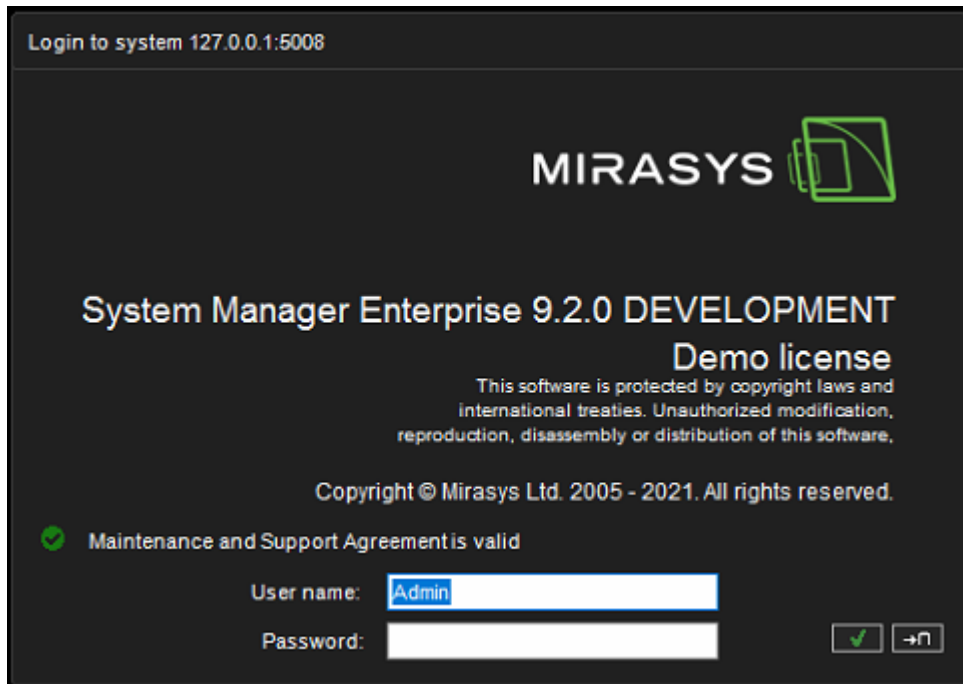 Login to system 127.0.0.1:5008
MIRASYS
System Manager Enterprise 9.2.0 DEVELOPMENT
Demo license
This software is protected by copyright laws and
international treaties. Unauthorized modification,
reproduction, disassembly or distribution of this software,
Copyright © Mirasys Ltd. 2005 - 2021. All rights reserved.
Maintenance and Support Agreement is valid
User name: Admin
Password: